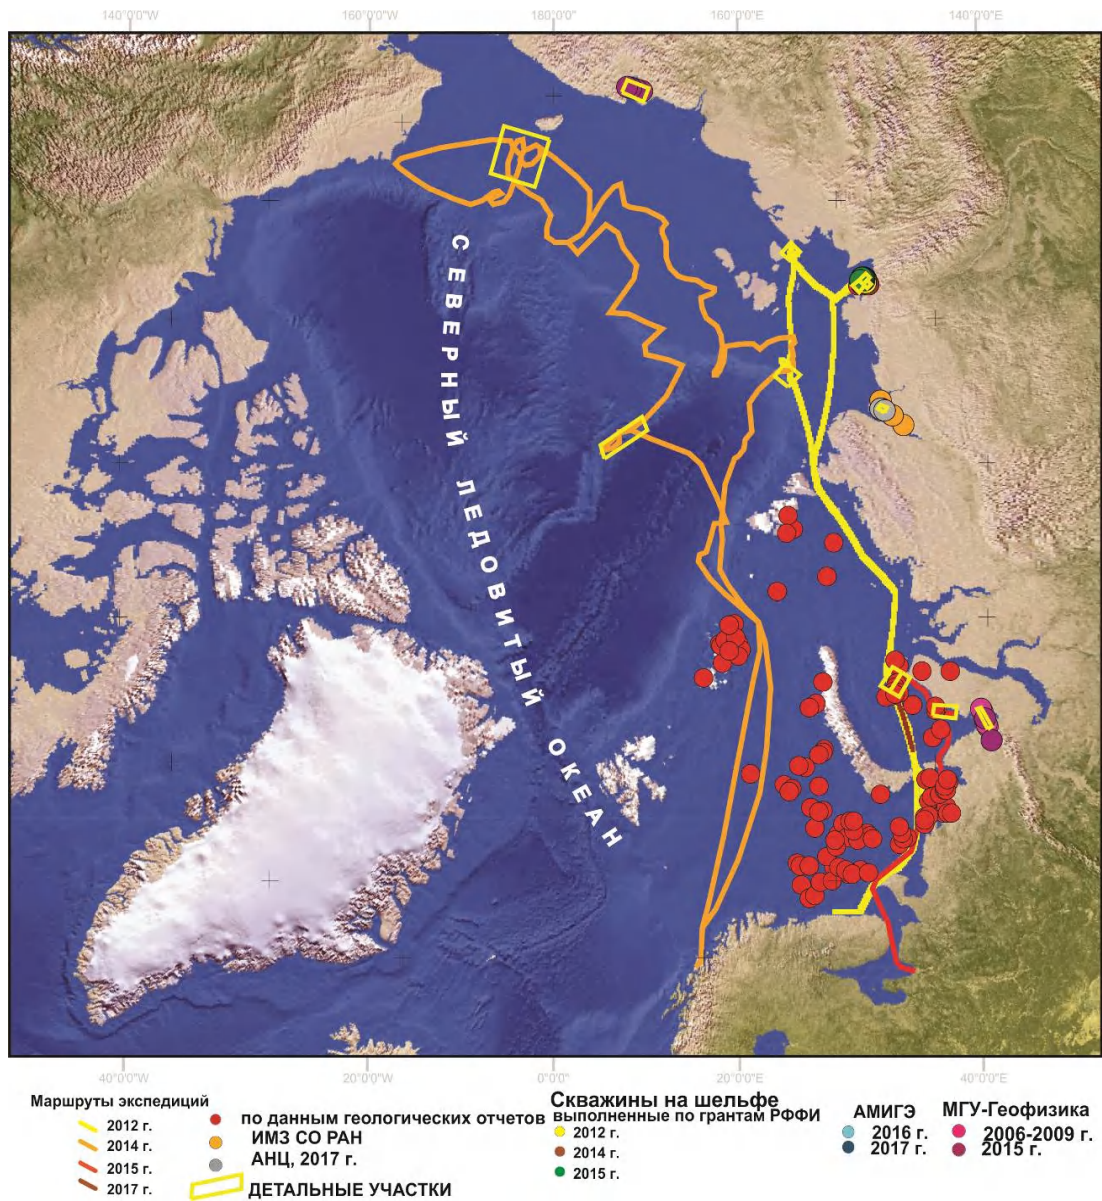 140°0'0"W 160°0'0"W 180°0'0" 160°0'0"E 140°0'0"E
СЕВЕРНЫЙ ЛЕДОВИТЫЙ ОКЕАН
40°0'0"W 20°0'0"W 0°0'0" 20°0'0"E 40°0'0"E
Маршруты экспедиций
2012 г.
2014 г.
2015 г.
2017 г.
по данным геологических отчетов
ИМЗ СО РАН
АНЦ, 2017 г.
ДЕТАЛЬНЫЕ УЧАСТКИ
Скважины на шельфе
выполненные по грантам РФФИ
2012 г.
2014 г.
2015 г.
АМИГЭ
2016 г.
2017 г.
МГУ-Геофизика
2006-2009 г.
2015 г.